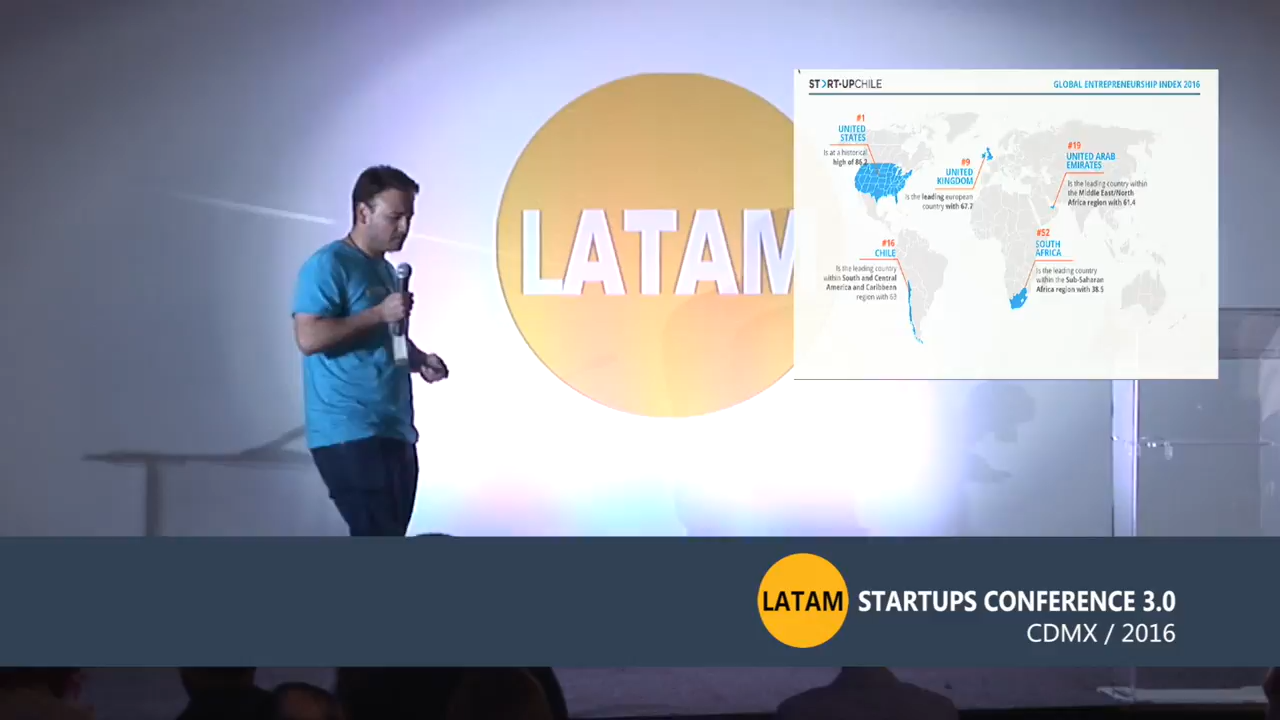 LATAM
START-UPCHILE
GLOBAL ENTREPRENEURSHIP INDEX 2016
#1
UNITED
STATES
Is at a historical
high of 86.2
#9
UNITED
KINGDOM
Is the leading european
country with 67.7
#19
UNITED ARAB
EMIRATES
Is the leading country within
the Middle East/North
Africa region with 61.4
#16
CHILE
Is the leading country
within South and Central
America and Caribbean
region with 63
#52
SOUTH
AFRICA
Is the leading country
within the Sub-Saharan
Africa region with 38.5
LATAM STARTUPS CONFERENCE 3.0
CDMX / 2016